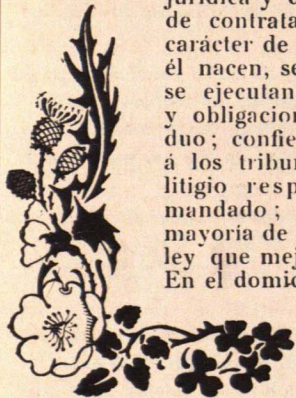 jurídica y c
de contrata
carácter de
él nacen, se
se ejecutan
y obligacion
duo; confie
á los tribun
litigio resp
mandado;
mayoría de
ley que mej
En el domic